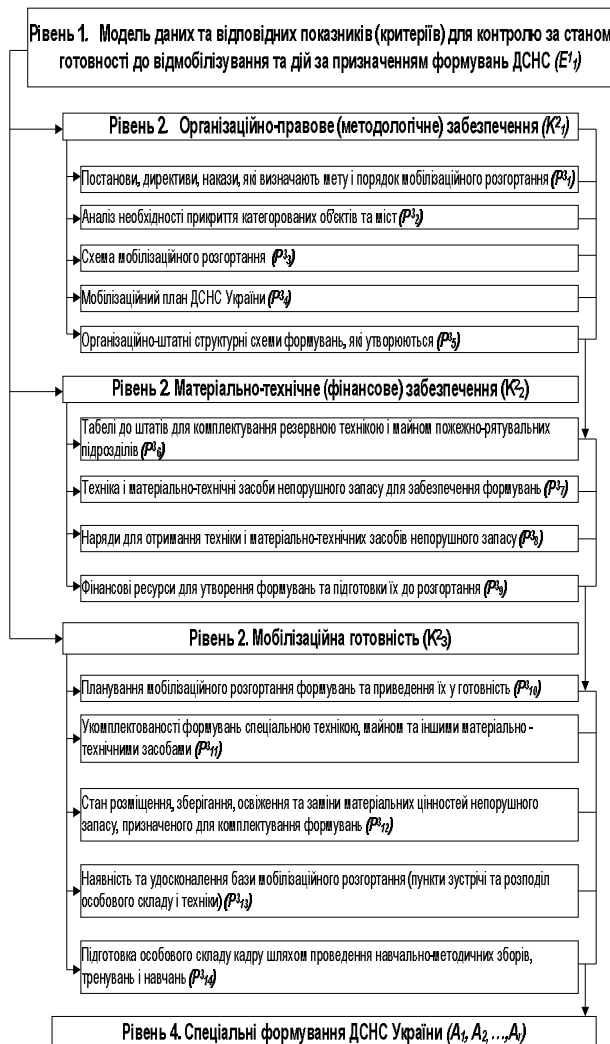 Рівень 1. Модель даних та відповідних показників (критеріїв) для контролю за станом
готовності до відмобілізування та дій за призначенням формувань ДСНС (E¹₁)
Рівень 2. Організаційно-правове (методологічне) забезпечення (K²₁)
Постанови, директиви, накази, які визначають мету і порядок мобілізаційного розгортання (P³₁)
Аналіз необхідності прикриття категорованих об'єктів та міст (P³₂)
Схема мобілізаційного розгортання (P³₃)
Мобілізаційний план ДСНС України (P³₄)
Організаційно-штатні структурні схеми формувань, які утворюються (P³₅)
Рівень 2. Матеріально-технічне (фінансове) забезпечення (K²₂)
Табелі до штатів для комплектування резервною технікою і майном пожежно-рятувальних
підрозділів (P³₆)
Техніка і матеріально-технічні засоби непорушного запасу для забезпечення формувань (P³₇)
Наряди для отримання техніки і матеріально-технічних засобів непорушного запасу (P³₈)
Фінансові ресурси для утворення формувань та підготовки їх до розгортання (P³₉)
Рівень 2. Мобілізаційна готовність (K²₃)
Планування мобілізаційного розгортання формувань та приведення їх у готовність (P³₁₀)
Укомплектованості формувань спеціальною технікою, майном та іншими матеріально -
технічними засобами (P³₁₁)
Стан розміщення, зберігання, освіження та заміни матеріальних цінностей непорушного
запасу, призначеного для комплектування формувань (P³₁₂)
Наявність та удосконалення бази мобілізаційного розгортання (пункти зустрічі та розподіл
особового складу і техніки) (P³₁₃)
Підготовка особового складу кадру шляхом проведення навчально-методичних зборів,
тренувань і навчань (P³₁₄)
Рівень 4. Спеціальні формування ДСНС України (A₁, A₂, ...,Aᵢ)